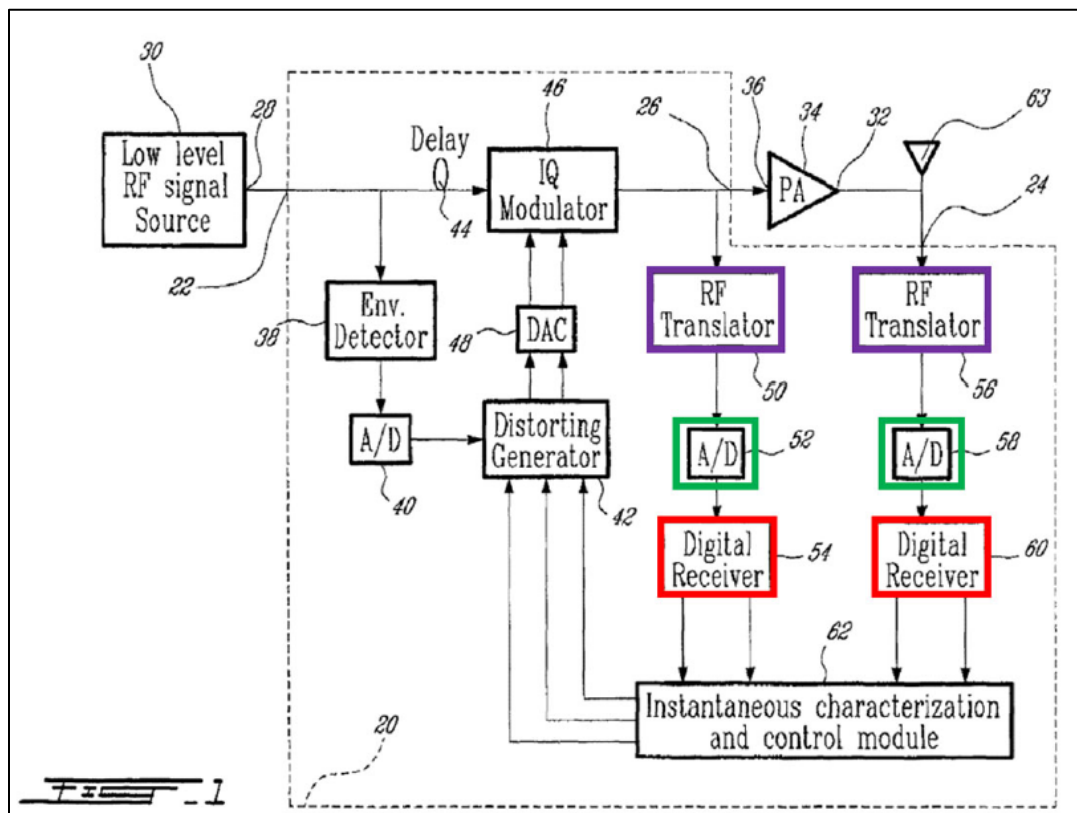 30
Low level
RF signal
Source
28
22
Delay
44
46
IQ
Modulator
26
36
34
PA
32
63
24
Env.
Detector
38
48
DAC
RF
Translator
50
RF
Translator
56
A/D
40
Distorting
Generator
42
A/D
52
A/D
58
Digital
Receiver
54
Digital
Receiver
60
62
Instantaneous characterization
and control module
20
Fig-1